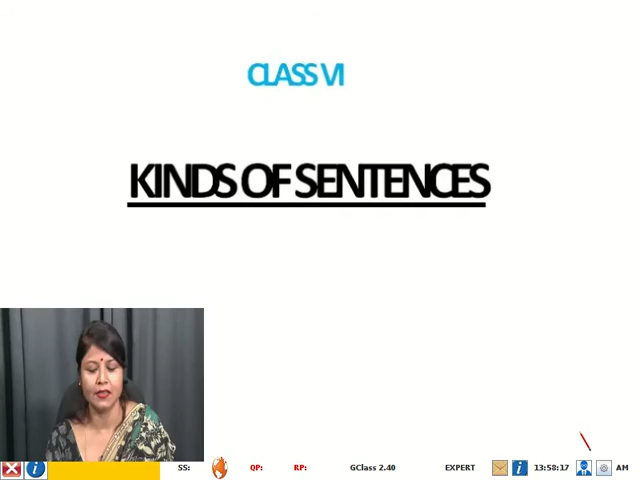 CLASS VI
KINDS OF SENTENCES
SS: QP: RP: GClass 2.40 EXPERT 13:58:17 AM